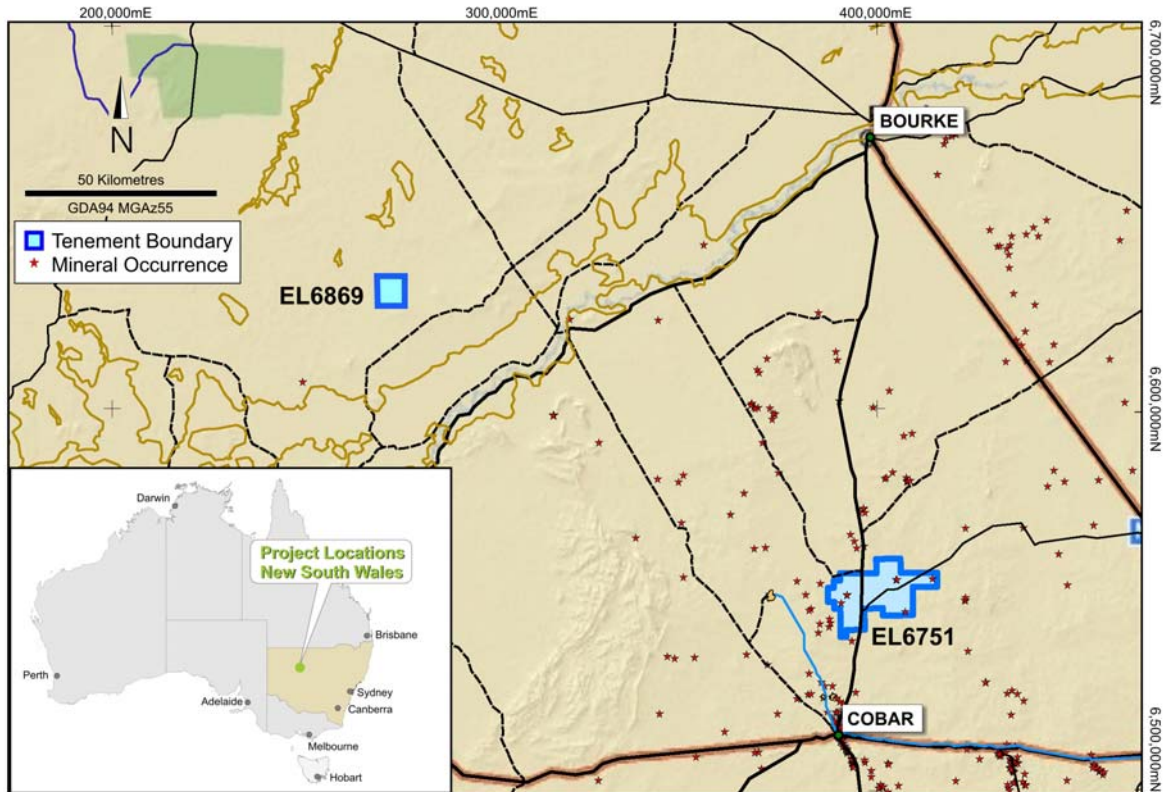 200,000mE
300,000mE
400,000mE
6,700,000mN
N
50 Kilometres
GDA94 MGAz55
Tenement Boundary
Mineral Occurrence
BOURKE
EL6869
6,600,000mN
EL6751
COBAR
6,500,000mN
Darwin
Project Locations
New South Wales
Brisbane
Perth
Adelaide
Sydney
Canberra
Melbourne
Hobart